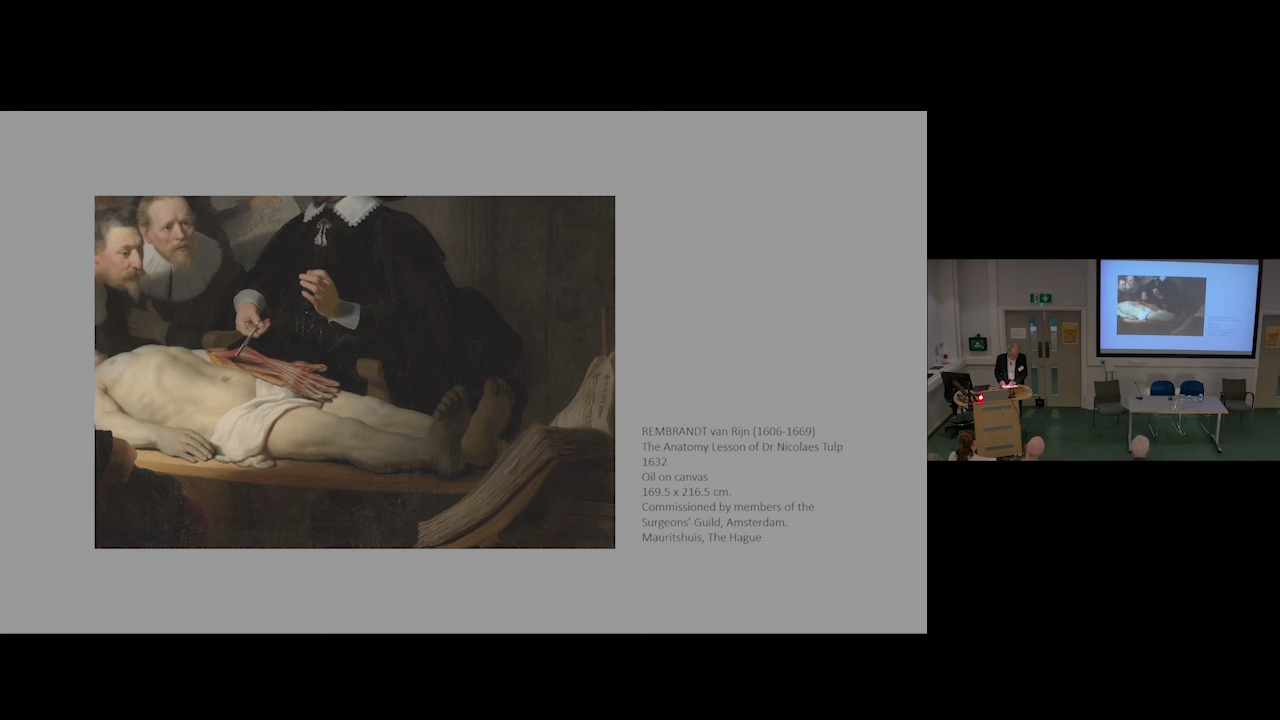 REMBRANDT van Rijn (1606-1669)
The Anatomy Lesson of Dr Nicolaes Tulp
1632
Oil on canvas
169.5 x 216.5 cm.
Commissioned by members of the
Surgeons' Guild, Amsterdam.
Mauritshuis, The Hague